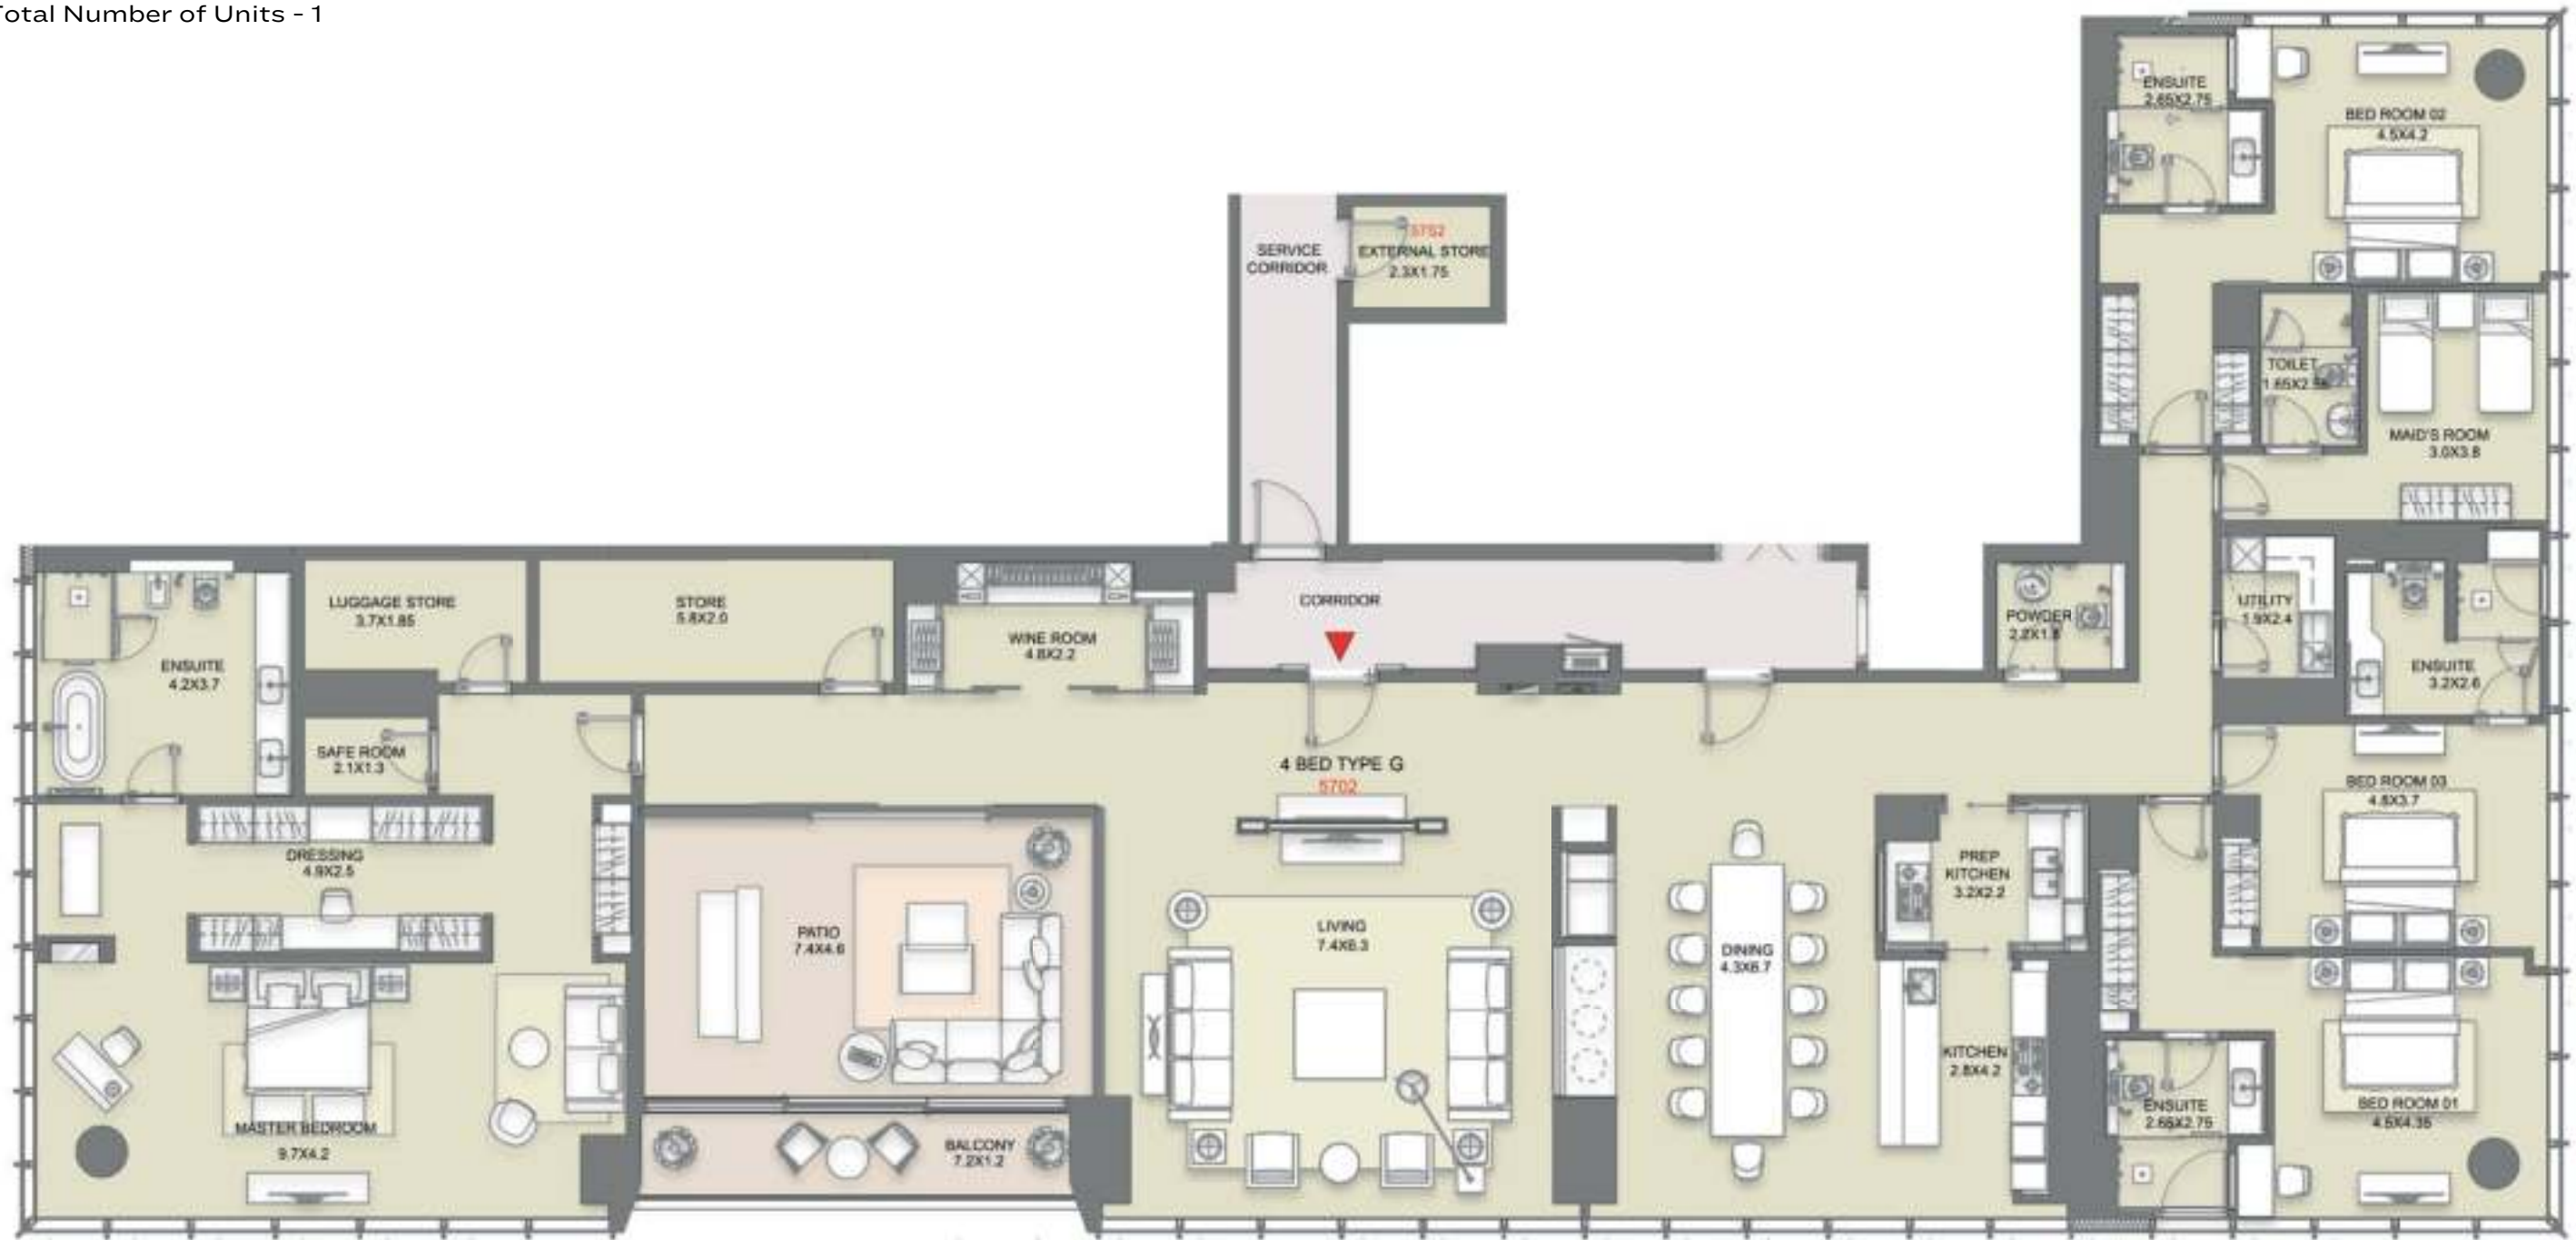 Total Number of Units - 1
ENSUITE
2.65X2.75
BED ROOM 02
4.5X4.2
SERVICE
CORRIDOR
5752
EXTERNAL STORE
2.3X1.75
TOILET
MAID'S ROOM
3.0X3.8
LUGGAGE STORE
3.7X1.85
STORE
5.8X2.0
WINE ROOM
4.8X2.2
CORRIDOR
POWDER
UTILITY
1.9X2.4
ENSUITE
4.2X3.7
ENSUITE
3.2X2.6
SAFE ROOM
2.1X1.3
4 BED TYPE G
5702
BED ROOM 03
4.8X3.7
DRESSING
4.9X2.5
PREP
KITCHEN
3.2X2.2
PATIO
7.4X4.6
LIVING
7.4X6.3
DINING
4.3X6.7
KITCHEN
2.8X4.2
MASTER BEDROOM
9.7X4.2
BALCONY
7.2X1.2
ENSUITE
2.65X2.75
BED ROOM 01
4.5X4.35